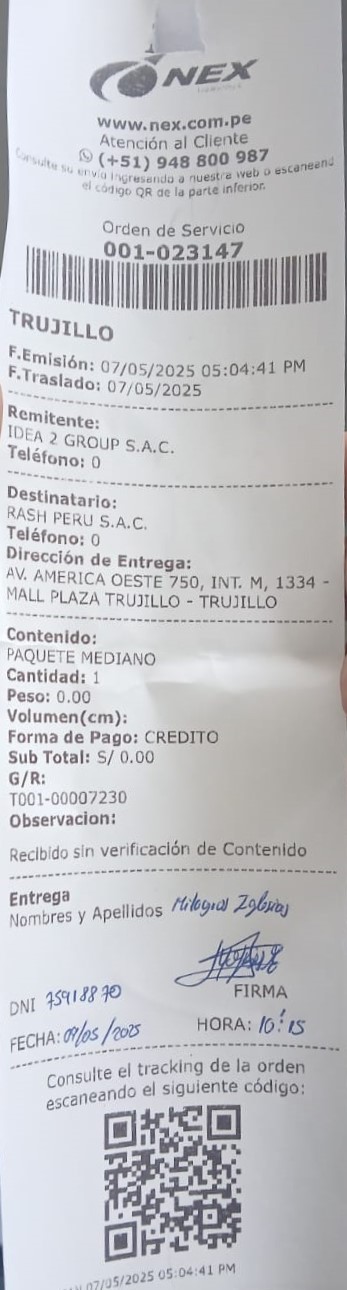 NEX
www.nex.com.pe
Atención al Cliente
(+51) 948 800 987
Consulte su envío ingresando a nuestra web o escaneand
el código QR de la parte inferior.
Orden de Servicio
001-023147
TRUJILLO
F.Emisión: 07/05/2025 05:04:41 PM
F.Traslado: 07/05/2025
Remitente:
IDEA 2 GROUP S.A.C.
Teléfono: 0
Destinatario:
RASH PERU S.A.C.
Teléfono: 0
Dirección de Entrega:
AV. AMERICA OESTE 750, INT. M, 1334 -
MALL PLAZA TRUJILLO - TRUJILLO
Contenido:
PAQUETE MEDIANO
Cantidad: 1
Peso: 0.00
Volumen(cm):
Forma de Pago: CREDITO
Sub Total: S/ 0.00
G/R:
T001-00007230
Observacion:
Recibido sin verificación de Contenido
Entrega
Nombres y Apellidos Milagros Iglesias
DNI 75918870
FIRMA
FECHA: 09/05/2025 HORA: 10:15
Consulte el tracking de la orden
escaneando el siguiente código:
07/05/2025 05:04:41 PM